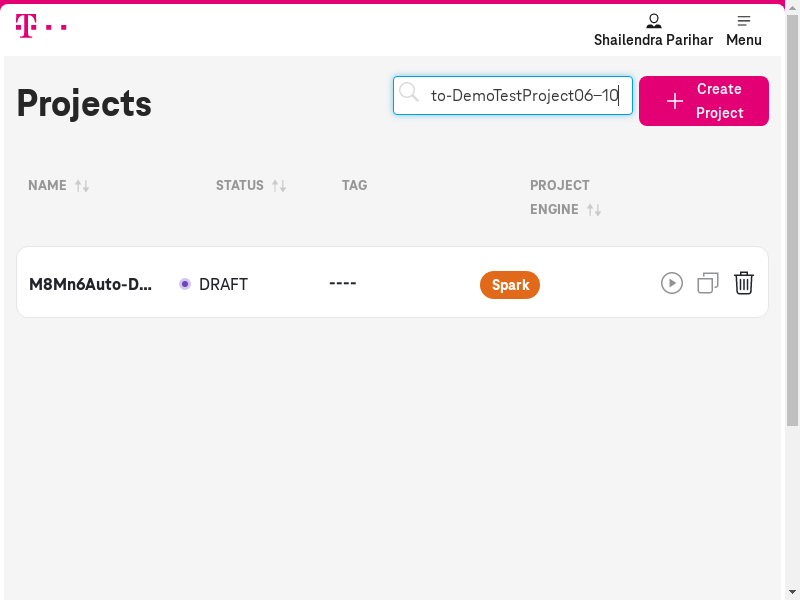 T
Shailendra Parihar
Menu
Projects
to-DemoTestProject06–10
Create
Project
NAME
STATUS
TAG
PROJECT
ENGINE
M8Mn6Auto-D...
DRAFT
----
Spark